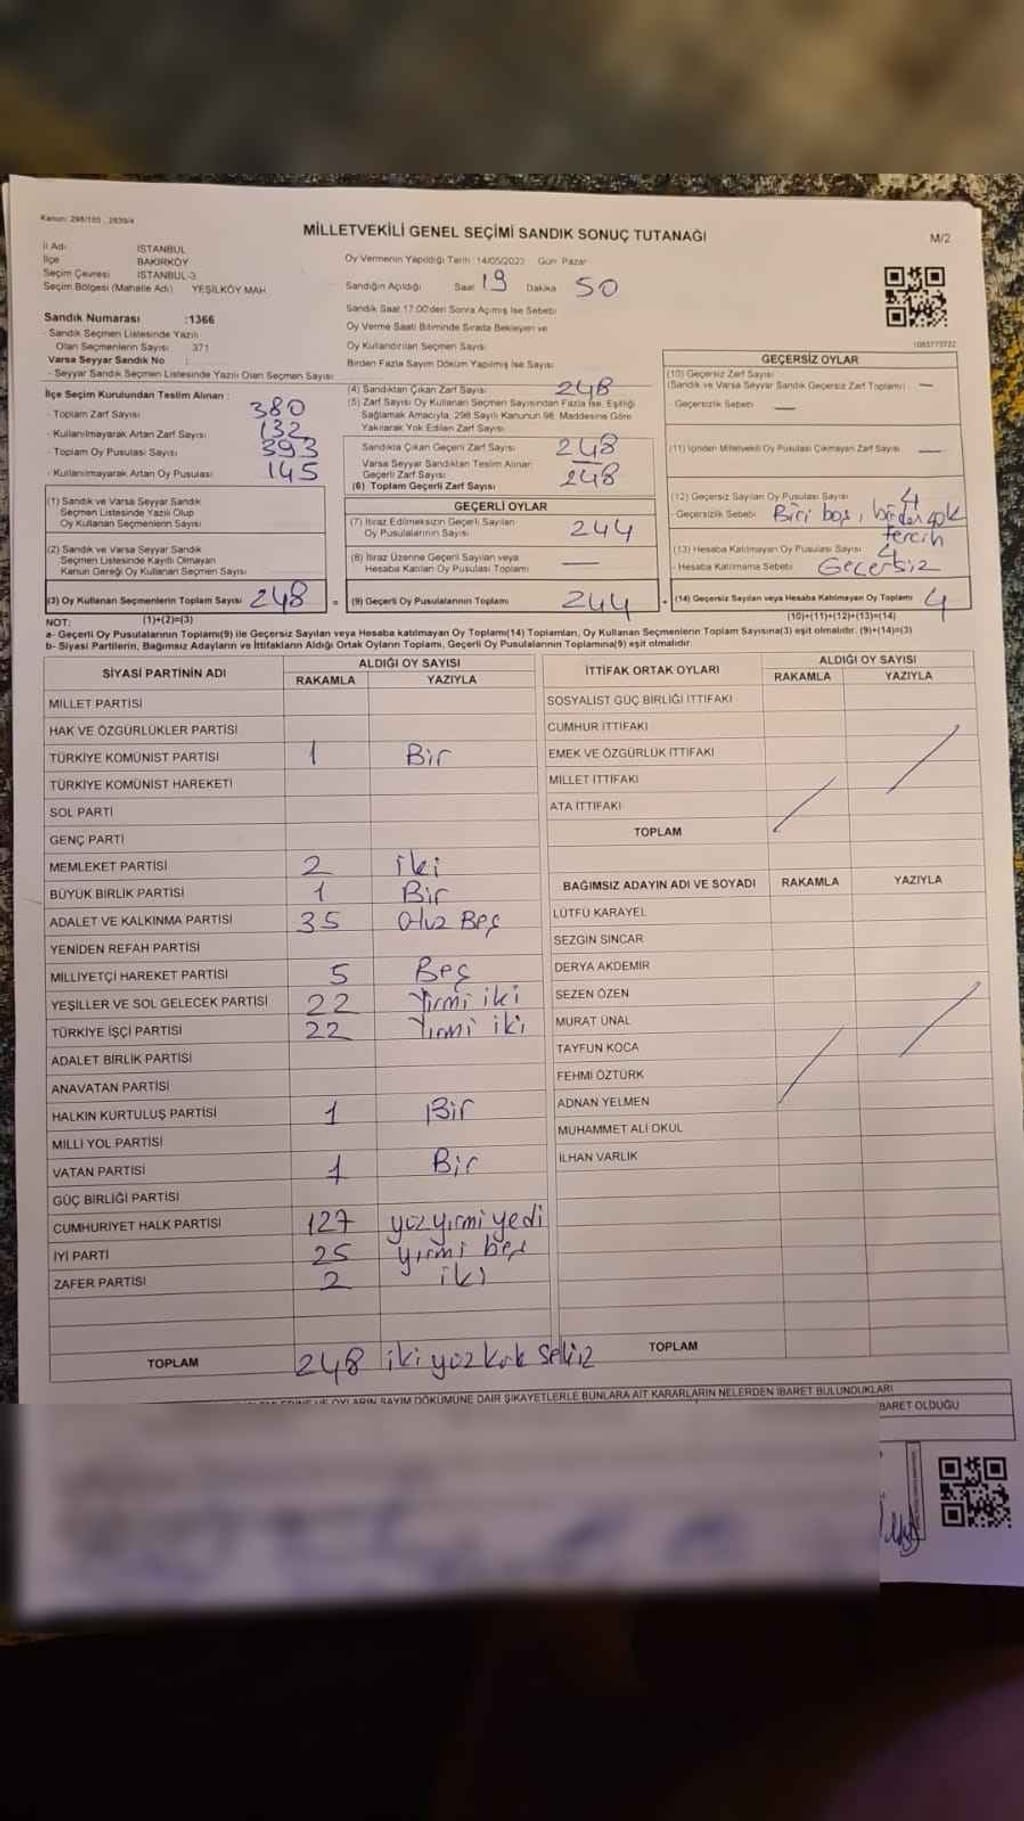 Kanun: 298/105 , 2839/4
MİLLETVEKİLİ GENEL SEÇİMİ SANDIK SONUÇ TUTANAĞI
M/2
İl Adı İSTANBUL
İlçe BAKIRKÖY
Seçim Çevresi İSTANBUL-3
Seçim Bölgesi (Mahalle Adı) YEŞİLKÖY MAH.
Oy Vermenin Yapıldığı Tarih :14/05/2023 Gün: Pazar
Sandığın Açıldığı Saat 19 Dakika 50
Sandık Saat 17:00'den Sonra Açılmış İse Sebebi
Oy Verme Saati Bitiminde Sırada Bekleyen ve
Oy Kullandırılan Seçmen Sayısı
Birden Fazla Sayım Döküm Yapılmış İse Sayısı
Sandık Numarası :1366
Sandık Seçmen Listesinde Yazılı
Olan Seçmenlerin Sayısı 371
Varsa Seyyar Sandık No :
- Seyyar Sandık Seçmen Listesinde Yazılı Olan Seçmen Sayısı:
İlçe Seçim Kurulundan Teslim Alınan :
- Toplam Zarf Sayısı 380
- Kullanılmayarak Artan Zarf Sayısı 132
- Toplam Oy Pusulası Sayısı 393
- Kullanılmayarak Artan Oy Pusulası 145
(4) Sandıktan Çıkan Zarf Sayısı 248
(5) Zarf Sayısı Oy Kullanan Seçmen Sayısından Fazla İse, Eşitliği
Sağlamak Amacıyla, 298 Sayılı Kanunun 98. Maddesine Göre
Yakılarak Yok Edilen Zarf Sayısı
Sandıkta Çıkan Geçerli Zarf Sayısı 248
Varsa Seyyar Sandıktan Teslim Alınan
Geçerli Zarf Sayısı —
(6) Toplam Geçerli Zarf Sayısı 248
1083773722
GEÇERSİZ OYLAR
(10) Geçersiz Zarf Sayısı
(Sandık ve Varsa Seyyar Sandık Geçersiz Zarf Toplamı) : —
Geçersizlik Sebebi —
(11) İçinden Milletvekili Oy Pusulası Çıkmayan Zarf Sayısı —
(12) Geçersiz Sayılan Oy Pusulası Sayısı 4
Geçersizlik Sebebi Biri boş, birden çok
tercih
(13) Hesaba Katılmayan Oy Pusulası Sayısı 4
Hesaba Katılmama Sebebi Geçersiz
(14) Geçersiz Sayılan veya Hesaba Katılmayan Oy Toplamı 4
(10)+(11)+(12)+(13)=(14)
(1) Sandık ve Varsa Seyyar Sandık
Seçmen Listesinde Yazılı Olup
Oy Kullanan Seçmenlerin Sayısı
(2) Sandık ve Varsa Seyyar Sandık
Seçmen Listesinde Kayıtlı Olmayan
Kanun Gereği Oy Kullanan Seçmen Sayısı
(3) Oy Kullanan Seçmenlerin Toplam Sayısı 248 =
(1)+(2)=(3)
GEÇERLİ OYLAR
(7) İtiraz Edilmeksizin Geçerli Sayılan
Oy Pusulalarının Sayısı 244
(8) İtiraz Üzerine Geçerli Sayılan veya
Hesaba Katılan Oy Pusulası Toplamı —
(9) Geçerli Oy Pusulalarının Toplamı 244 +
NOT:
a- Geçerli Oy Pusulalarının Toplamı(9) ile Geçersiz Sayılan veya Hesaba katılmayan Oy Toplamı(14) Toplamları, Oy Kullanan Seçmenlerin Toplam Sayısına(3) eşit olmalıdır. (9)+(14)=(3)
b- Siyasi Partilerin, Bağımsız Adayların ve İttifakların Aldığı Ortak Oyların Toplamı, Geçerli Oy Pusulalarının Toplamına(9) eşit olmalıdır.
SİYASİ PARTİNİN ADI ALDIĞI OY SAYISI
RAKAMLA YAZIYLA
MİLLET PARTİSİ
HAK VE ÖZGÜRLÜKLER PARTİSİ
TÜRKİYE KOMÜNİST PARTİSİ 1 Bir
TÜRKİYE KOMÜNİST HAREKETİ
SOL PARTİ
GENÇ PARTİ
MEMLEKET PARTİSİ 2 iki
BÜYÜK BİRLİK PARTİSİ 1 Bir
ADALET VE KALKINMA PARTİSİ 35 Otuz Beş
YENİDEN REFAH PARTİSİ
MİLLİYETÇİ HAREKET PARTİSİ 5 Beş
YEŞİLLER VE SOL GELECEK PARTİSİ 22 Yirmi iki
TÜRKİYE İŞÇİ PARTİSİ 22 Yirmi iki
ADALET BİRLİK PARTİSİ
ANAVATAN PARTİSİ
HALKIN KURTULUŞ PARTİSİ 1 Bir
MİLLİ YOL PARTİSİ
VATAN PARTİSİ 1 Bir
GÜÇ BİRLİĞİ PARTİSİ
CUMHURİYET HALK PARTİSİ 127 yüz yirmi yedi
İYİ PARTİ 25 yirmi beş
ZAFER PARTİSİ 2 iki
TOPLAM 248 iki yüz kırk sekiz
İTTİFAK ORTAK OYLARI ALDIĞI OY SAYISI
RAKAMLA YAZIYLA
SOSYALİST GÜÇ BİRLİĞİ İTTİFAKI
CUMHUR İTTİFAKI
EMEK VE ÖZGÜRLÜK İTTİFAKI
MİLLET İTTİFAKI
ATA İTTİFAKI
TOPLAM
BAĞIMSIZ ADAYIN ADI VE SOYADI RAKAMLA YAZIYLA
LÜTFÜ KARAYEL
SEZGİN SİNCAR
DERYA AKDEMİR
SEZEN ÖZEN
MURAT ÜNAL
TAYFUN KOCA
FEHMİ ÖZTÜRK
ADNAN YELMEN
MUHAMMET ALİ OKUL
İLHAN VARLIK
TOPLAM
OYLARIN SAYIM DÖKÜMÜNE DAİR ŞİKAYETLERLE BUNLARA AİT KARARLARIN NELERDEN İBARET BULUNDUKLARI
BARET OLDUĞU